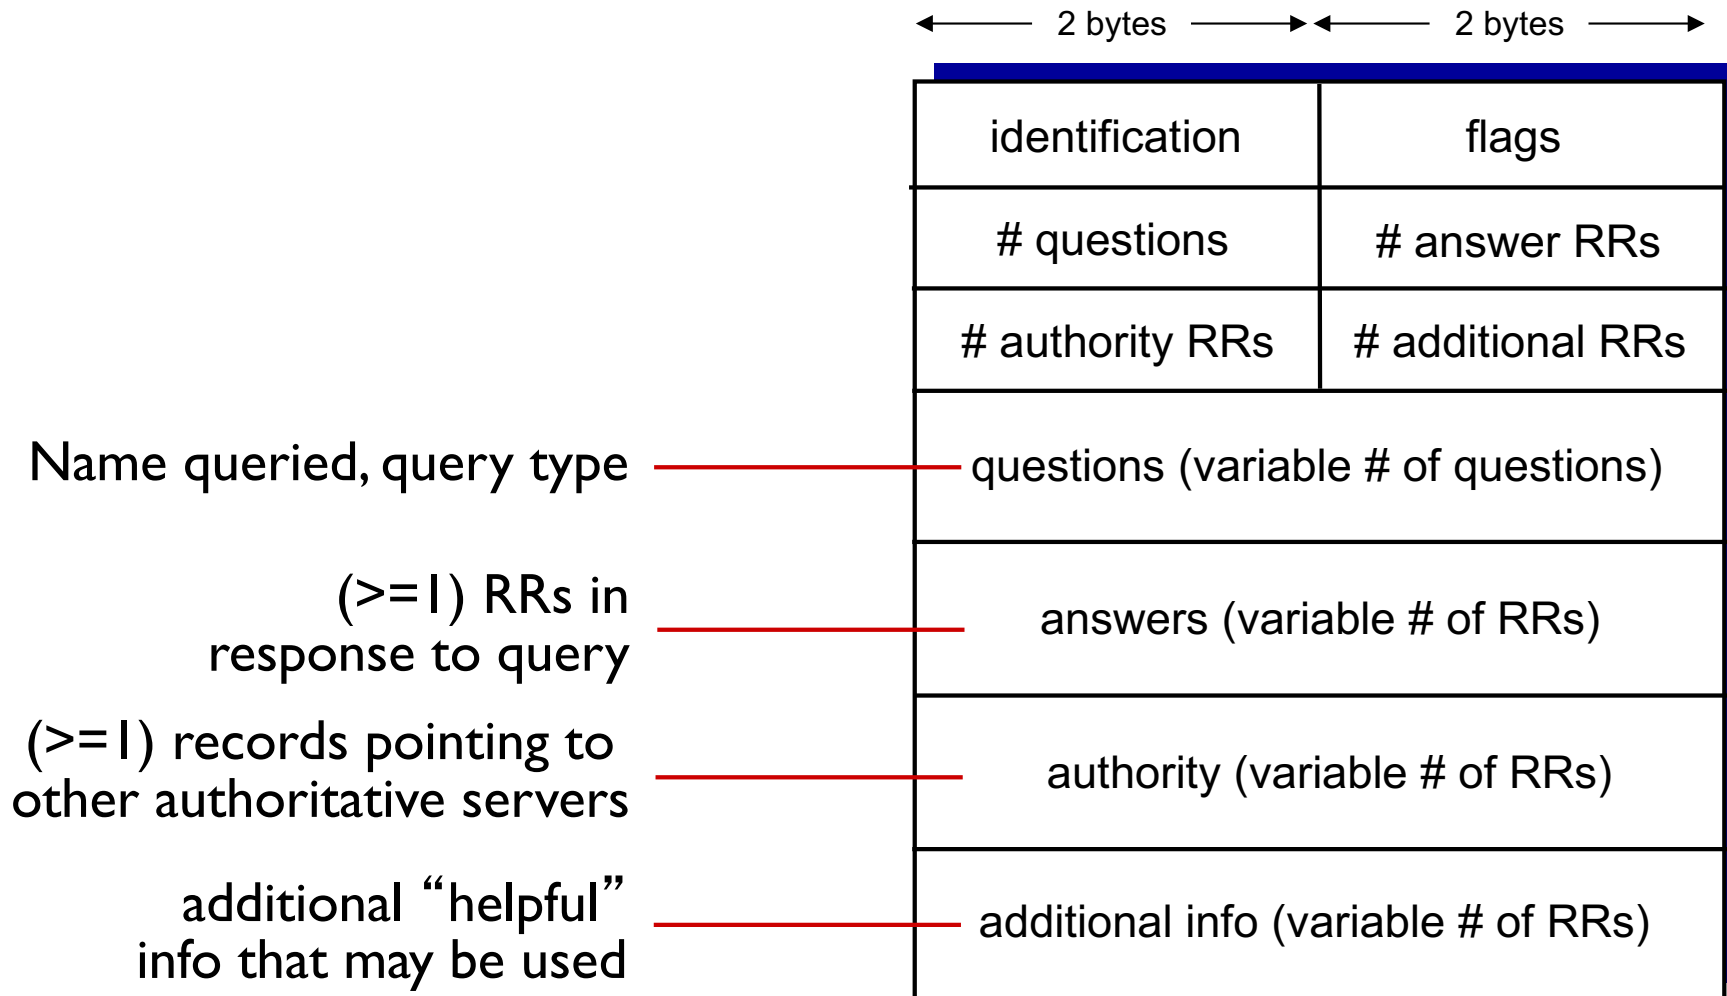 2 bytes 2 bytes
identification flags
# questions # answer RRs
# authority RRs # additional RRs
Name queried, query type
questions (variable # of questions)
(>=1) RRs in
response to query
answers (variable # of RRs)
(>=1) records pointing to
other authoritative servers
authority (variable # of RRs)
additional “helpful”
info that may be used
additional info (variable # of RRs)